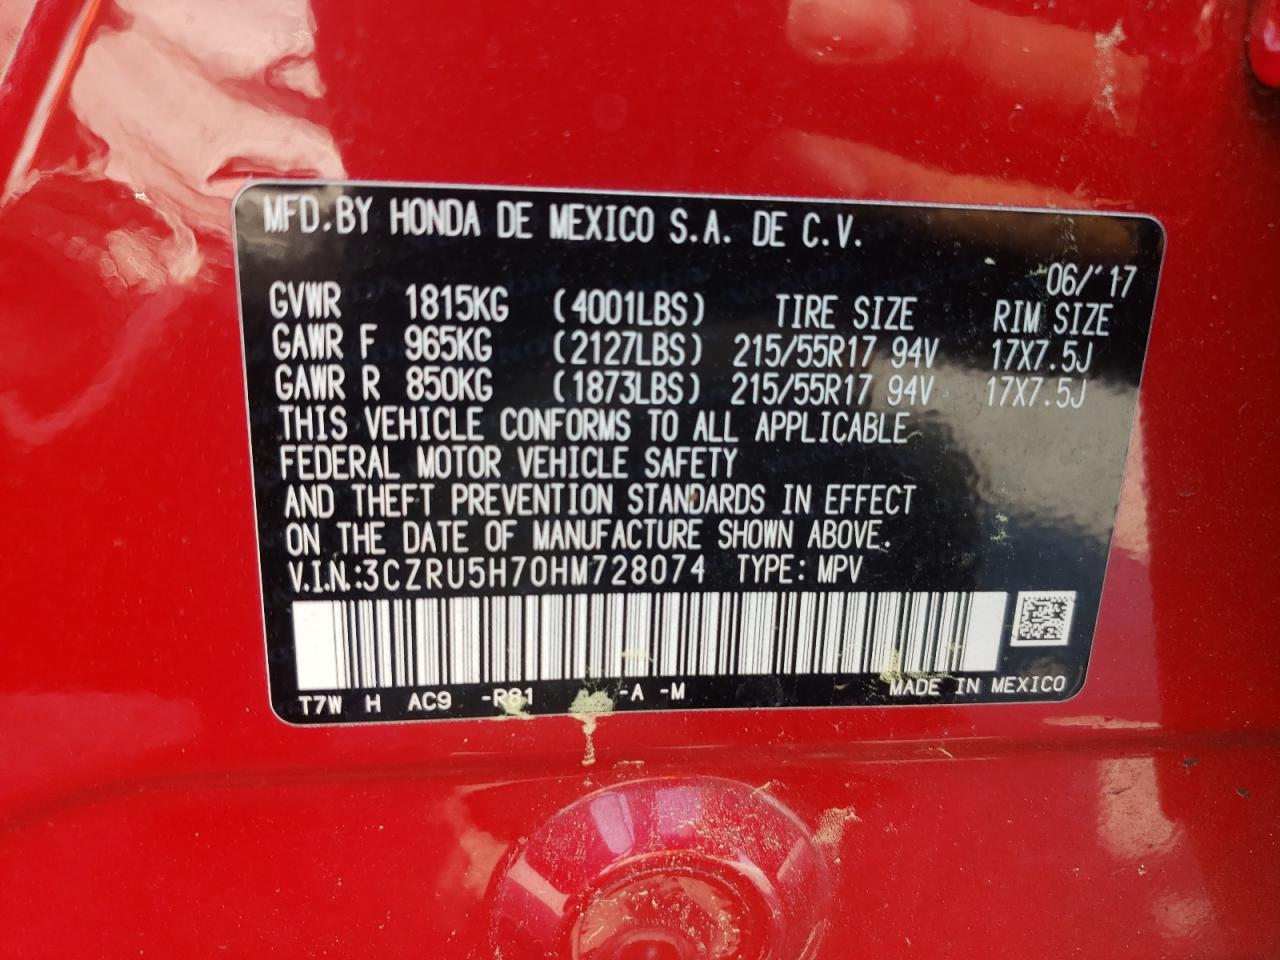 MFD.BY HONDA DE MEXICO S.A. DE C.V.
06/'17
GVWR 1815KG (4001LBS) TIRE SIZE RIM SIZE
GAWR F 965KG (2127LBS) 215/55R17 94V 17X7.5J
GAWR R 850KG (1873LBS) 215/55R17 94V 17X7.5J
THIS VEHICLE CONFORMS TO ALL APPLICABLE
FEDERAL MOTOR VEHICLE SAFETY
AND THEFT PREVENTION STANDARDS IN EFFECT
ON THE DATE OF MANUFACTURE SHOWN ABOVE.
V.I.N.:3CZRU5H70HM728074 TYPE: MPV
T7W H AC9 -R81 -A -M MADE IN MEXICO